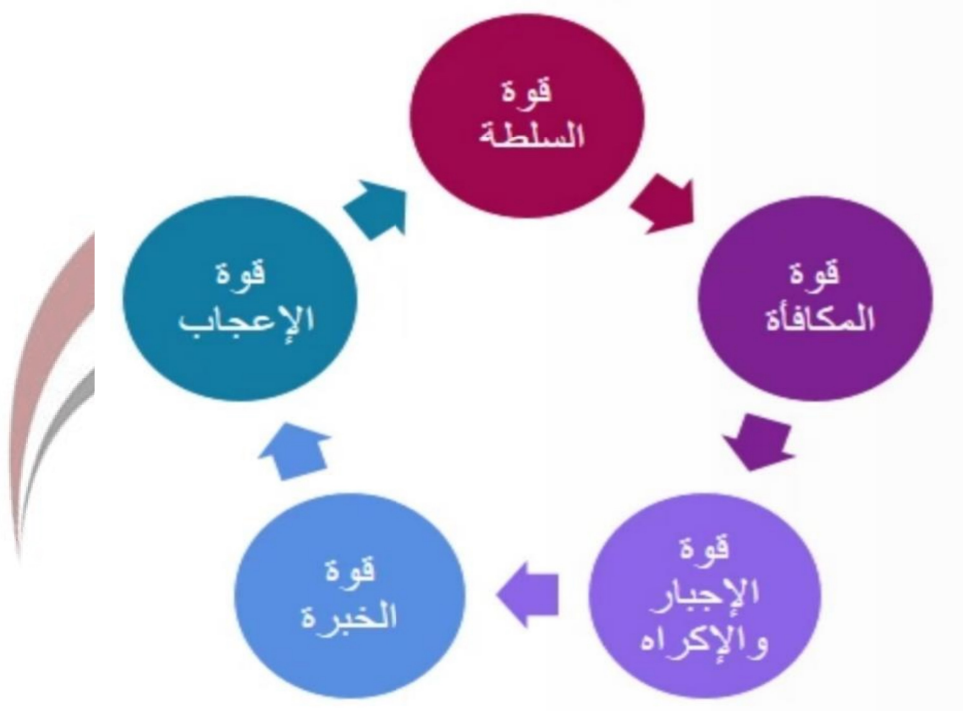 قوة
السلطة
قوة
المكافأة
قوة
الإجبار
والإكراه
قوة
الخبرة
قوة
الإعجاب